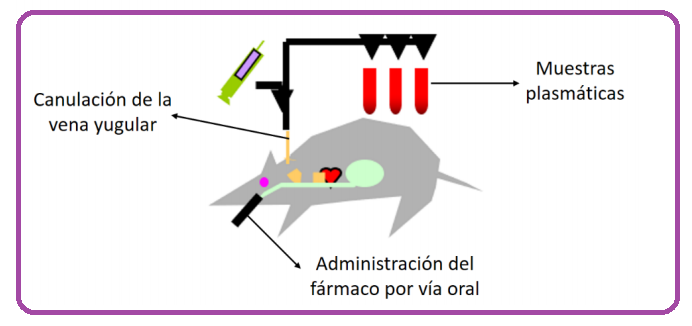 Muestras
plasmáticas
Canulación de la
vena yugular
Administración del
fármaco por vía oral